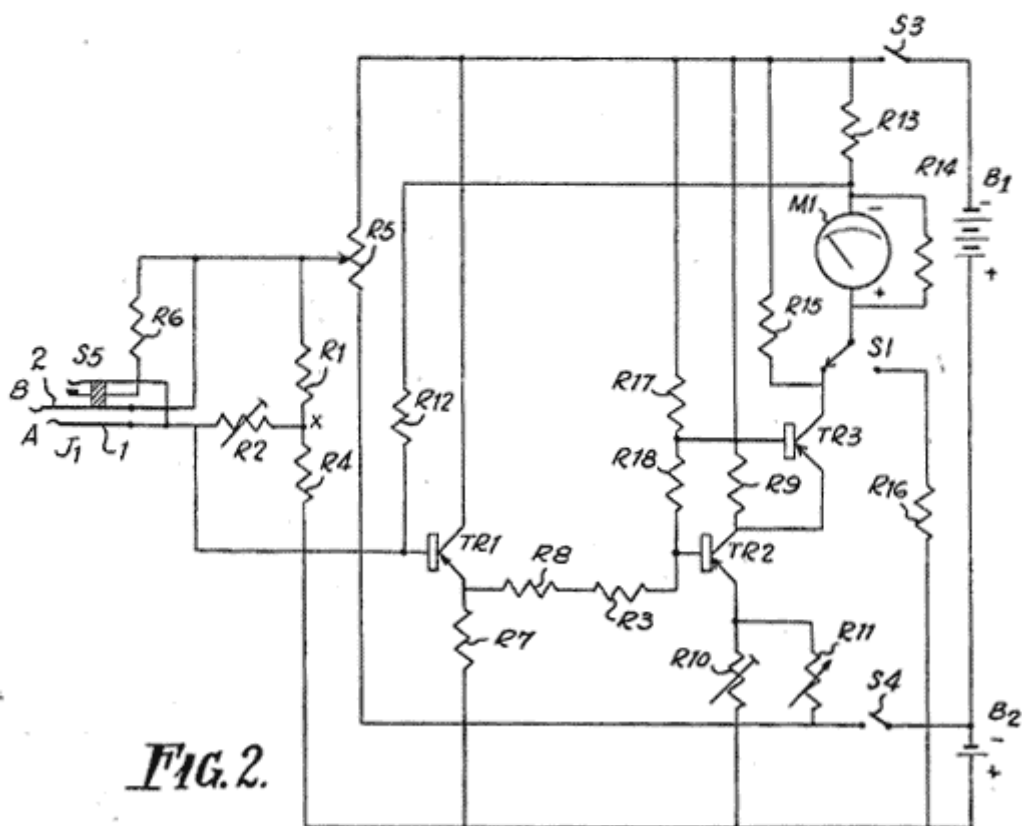 S3
R13
R14
B1
-
M1
-
+
+
R5
R6
R1
R15
S1
S5
2
B
A
J1
1
R2
x
R4
R12
R17
R18
TR3
R9
R16
TR1
R8
R3
TR2
R7
R10
R11
S4
B2
-
+
FIG. 2.